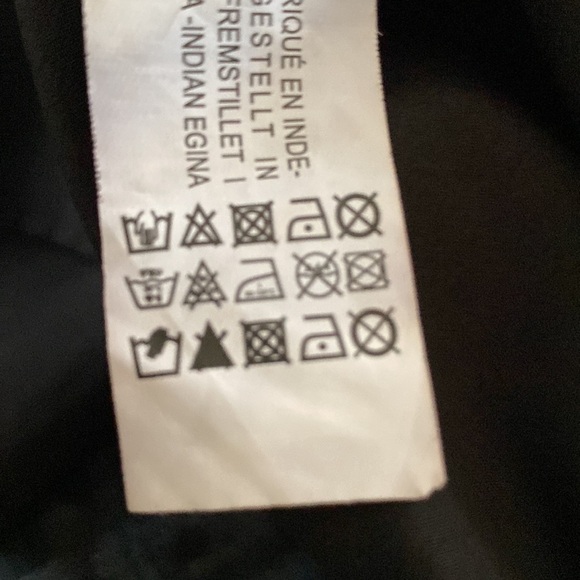 RIQUÉ EN INDE-
GESTELLT IN
FREMSTILLET I
A -INDIAN EGINA